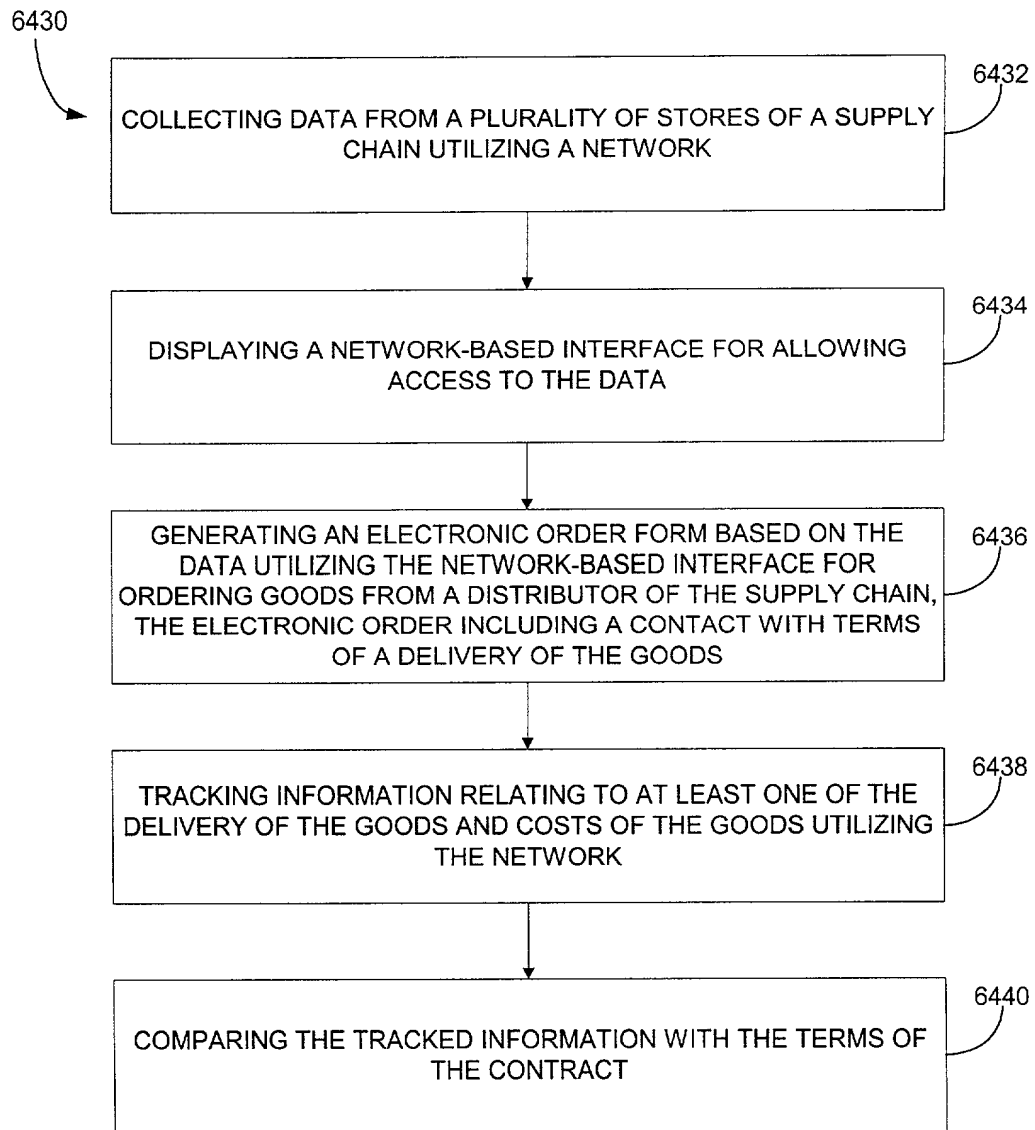 6430
6432
COLLECTING DATA FROM A PLURALITY OF STORES OF A SUPPLY
CHAIN UTILIZING A NETWORK
6434
DISPLAYING A NETWORK-BASED INTERFACE FOR ALLOWING
ACCESS TO THE DATA
6436
GENERATING AN ELECTRONIC ORDER FORM BASED ON THE
DATA UTILIZING THE NETWORK-BASED INTERFACE FOR
ORDERING GOODS FROM A DISTRIBUTOR OF THE SUPPLY CHAIN,
THE ELECTRONIC ORDER INCLUDING A CONTACT WITH TERMS
OF A DELIVERY OF THE GOODS
6438
TRACKING INFORMATION RELATING TO AT LEAST ONE OF THE
DELIVERY OF THE GOODS AND COSTS OF THE GOODS UTILIZING
THE NETWORK
6440
COMPARING THE TRACKED INFORMATION WITH THE TERMS OF
THE CONTRACT